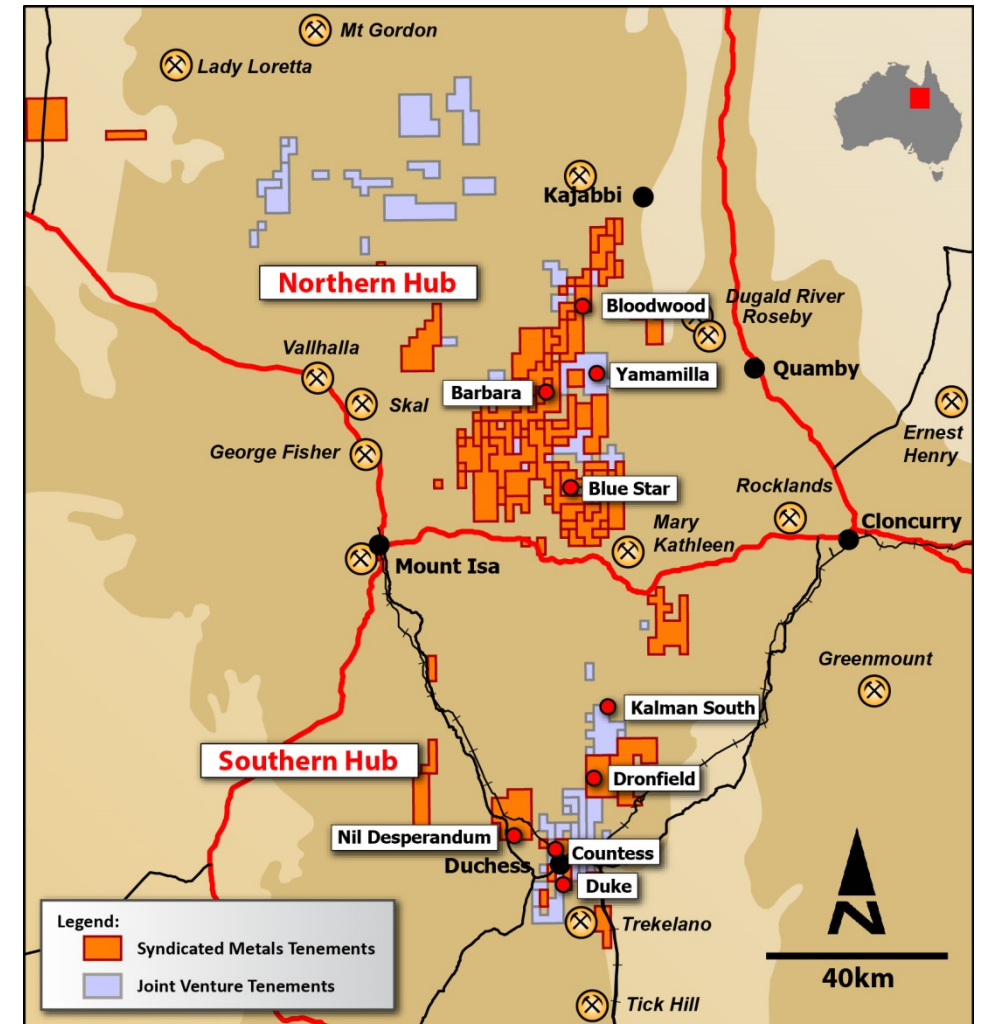 Mt Gordon
Lady Loretta
Kajabbi
Northern Hub
Bloodwood
Dugald River
Roseby
Vallhalla
Yamamilla
Quamby
Barbara
Skal
Ernest
Henry
George Fisher
Blue Star
Rocklands
Mary
Kathleen
Cloncurry
Mount Isa
Greenmount
Kalman South
Southern Hub
Dronfield
Nil Desperandum
Countess
Duchess
Duke
Trekelano
Legend:
Syndicated Metals Tenements
Joint Venture Tenements
N
40km
Tick Hill